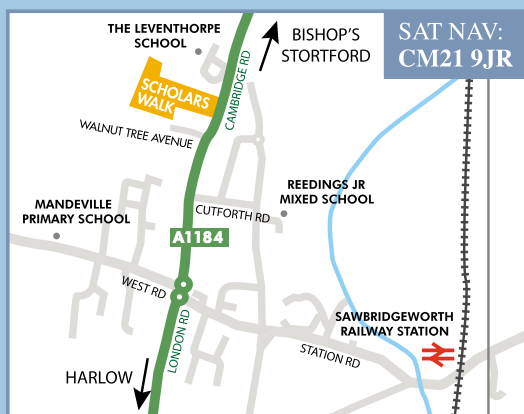 THE LEVENTHORPE
SCHOOL
BISHOP'S
STORTFORD
SAT NAV:
CM21 9JR
SCHOLARS
WALK
CAMBRIDGE RD
WALNUT TREE AVENUE
REEDINGS JR
MIXED SCHOOL
MANDEVILLE
PRIMARY SCHOOL
CUTFORTH RD
A1184
WEST RD
SAWBRIDGEWORTH
RAILWAY STATION
LONDON RD
STATION RD
HARLOW